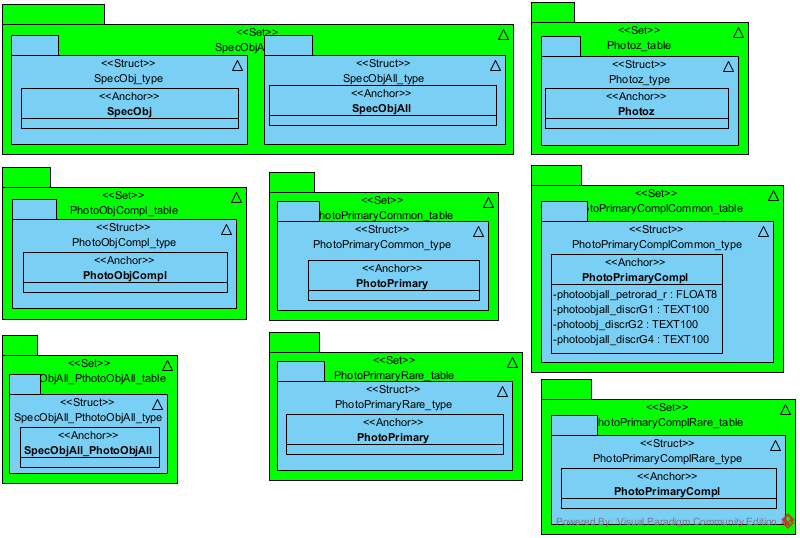 <<Set>>
SpecObjA
<<Struct>>
SpecObj_type
<<Anchor>>
SpecObj
<<Struct>>
SpecObjAll_type
<<Anchor>>
SpecObjAll
<<Set>>
Photoz_table
<<Struct>>
Photoz_type
<<Anchor>>
Photoz
<<Set>>
PhotoObjCompl_table
<<Struct>>
PhotoObjCompl_type
<<Anchor>>
PhotoObjCompl
<<Set>>
hotoPrimaryCommon_table
<<Struct>>
PhotoPrimaryCommon_type
<<Anchor>>
PhotoPrimary
<<Set>>
otoPrimaryComplCommon_table
<<Struct>>
PhotoPrimaryComplCommon_type
<<Anchor>>
PhotoPrimaryCompl
-photoobjall_petrorad_r : FLOAT8
-photoobjall_discrG1 : TEXT100
-photoobj_discrG2 : TEXT100
-photoobjall_discrG4 : TEXT100
<<Set>>
ObjAll_PthotoObjAll_table
<<Struct>>
SpecObjAll_PthotoObjAll_type
<<Anchor>>
SpecObjAll_PhotoObjAll
<<Set>>
PhotoPrimaryRare_table
<<Struct>>
PhotoPrimaryRare_type
<<Anchor>>
PhotoPrimary
<<Set>>
hotoPrimaryComplRare_table
<<Struct>>
PhotoPrimaryComplRare_type
<<Anchor>>
PhotoPrimaryCompl
Powered By Visual Paradigm Community Edition